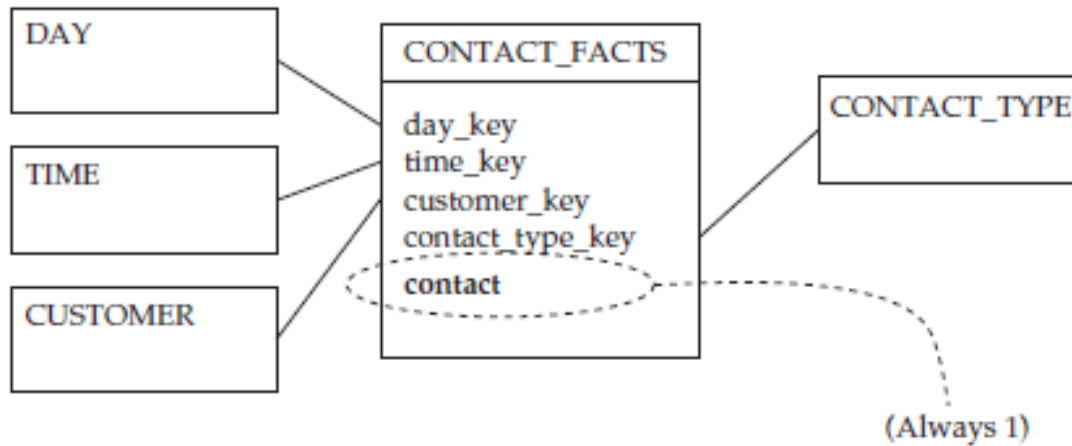 DAY
TIME
CUSTOMER
CONTACT_FACTS
day_key
time_key
customer_key
contact_type_key
contact
CONTACT_TYPE
(Always 1)